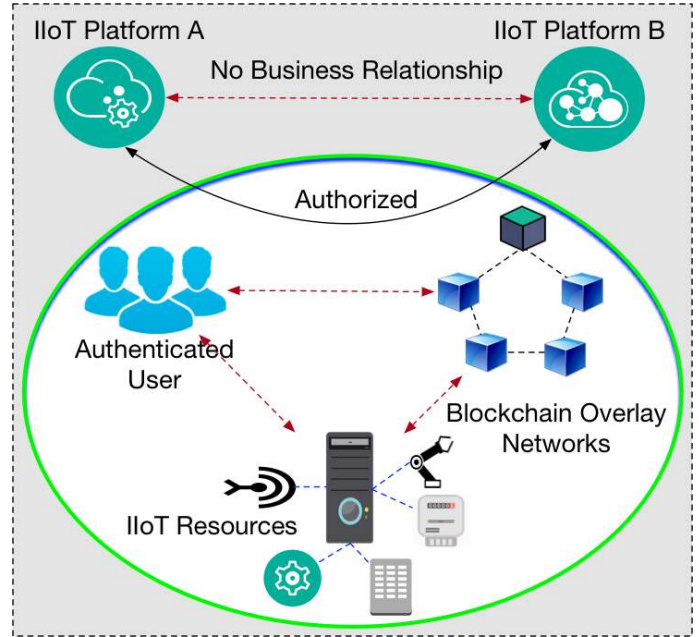 IIoT Platform A
IIoT Platform B
No Business Relationship
Authorized
Authenticated
User
Blockchain Overlay
Networks
IIoT Resources